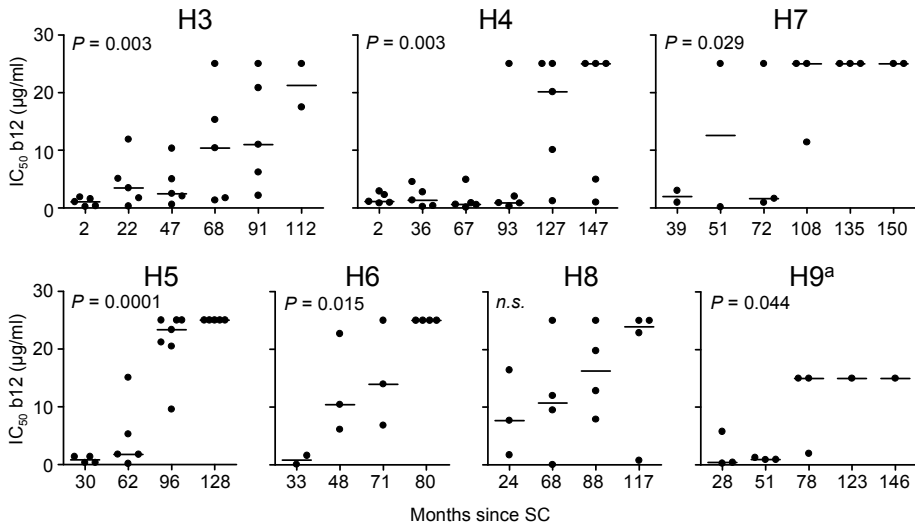 H3 H4 H7
P = 0.003 P = 0.003 P = 0.029
IC50 b12 (µg/ml)
30
20
10
0
2 22 47 68 91 112
2 36 67 93 127 147
39 51 72 108 135 150
H5 H6 H8 H9ª
P = 0.0001 P = 0.015 n.s. P = 0.044
IC50 b12 (µg/ml)
30
20
10
0
30 62 96 128
33 48 71 80
24 68 88 117
28 51 78 123 146
Months since SC